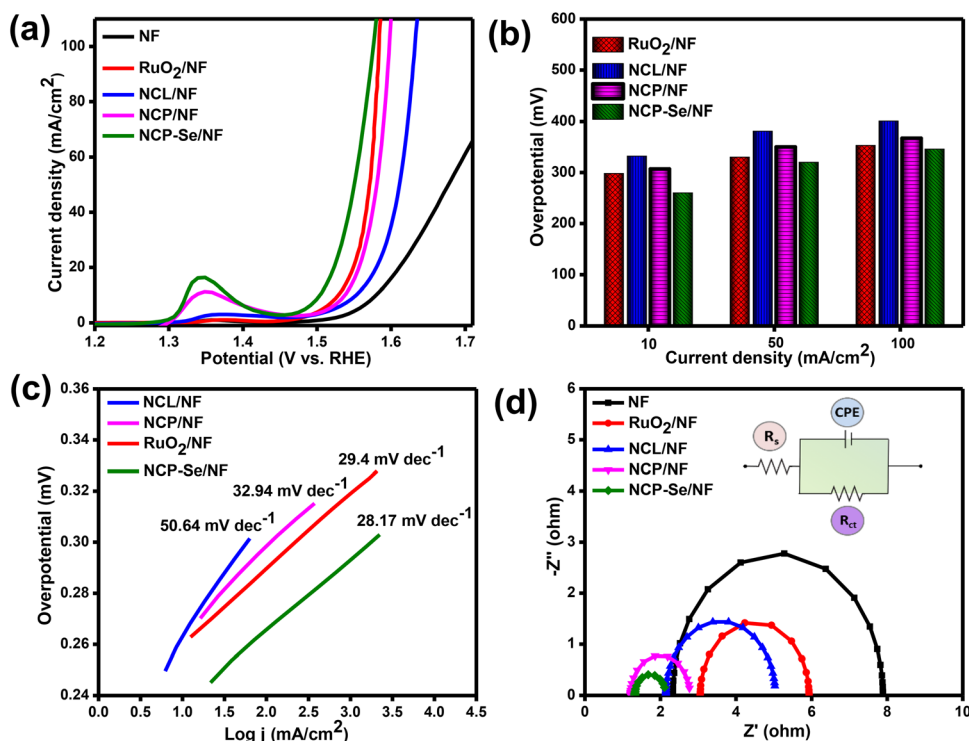 (a)
NF
RuO₂/NF
NCL/NF
NCP/NF
NCP-Se/NF
Current density (mA/cm²)
100
80
60
40
20
0
1.2 1.3 1.4 1.5 1.6 1.7
Potential (V vs. RHE)
(b)
RuO₂/NF
NCL/NF
NCP/NF
NCP-Se/NF
Overpotential (mV)
600
500
400
300
200
100
0
10 50 100
Current density (mA/cm²)
(c)
NCL/NF
NCP/NF
RuO₂/NF
NCP-Se/NF
29.4 mV dec⁻¹
32.94 mV dec⁻¹
50.64 mV dec⁻¹
28.17 mV dec⁻¹
Overpotential (mV)
0.36
0.34
0.32
0.30
0.28
0.26
0.24
0.0 0.5 1.0 1.5 2.0 2.5 3.0 3.5 4.0 4.5
Log j (mA/cm²)
(d)
NF
RuO₂/NF
NCL/NF
NCP/NF
NCP-Se/NF
CPE
Rs
Rct
-Z'' (ohm)
6
5
4
3
2
1
0
0 2 4 6 8 10
Z' (ohm)